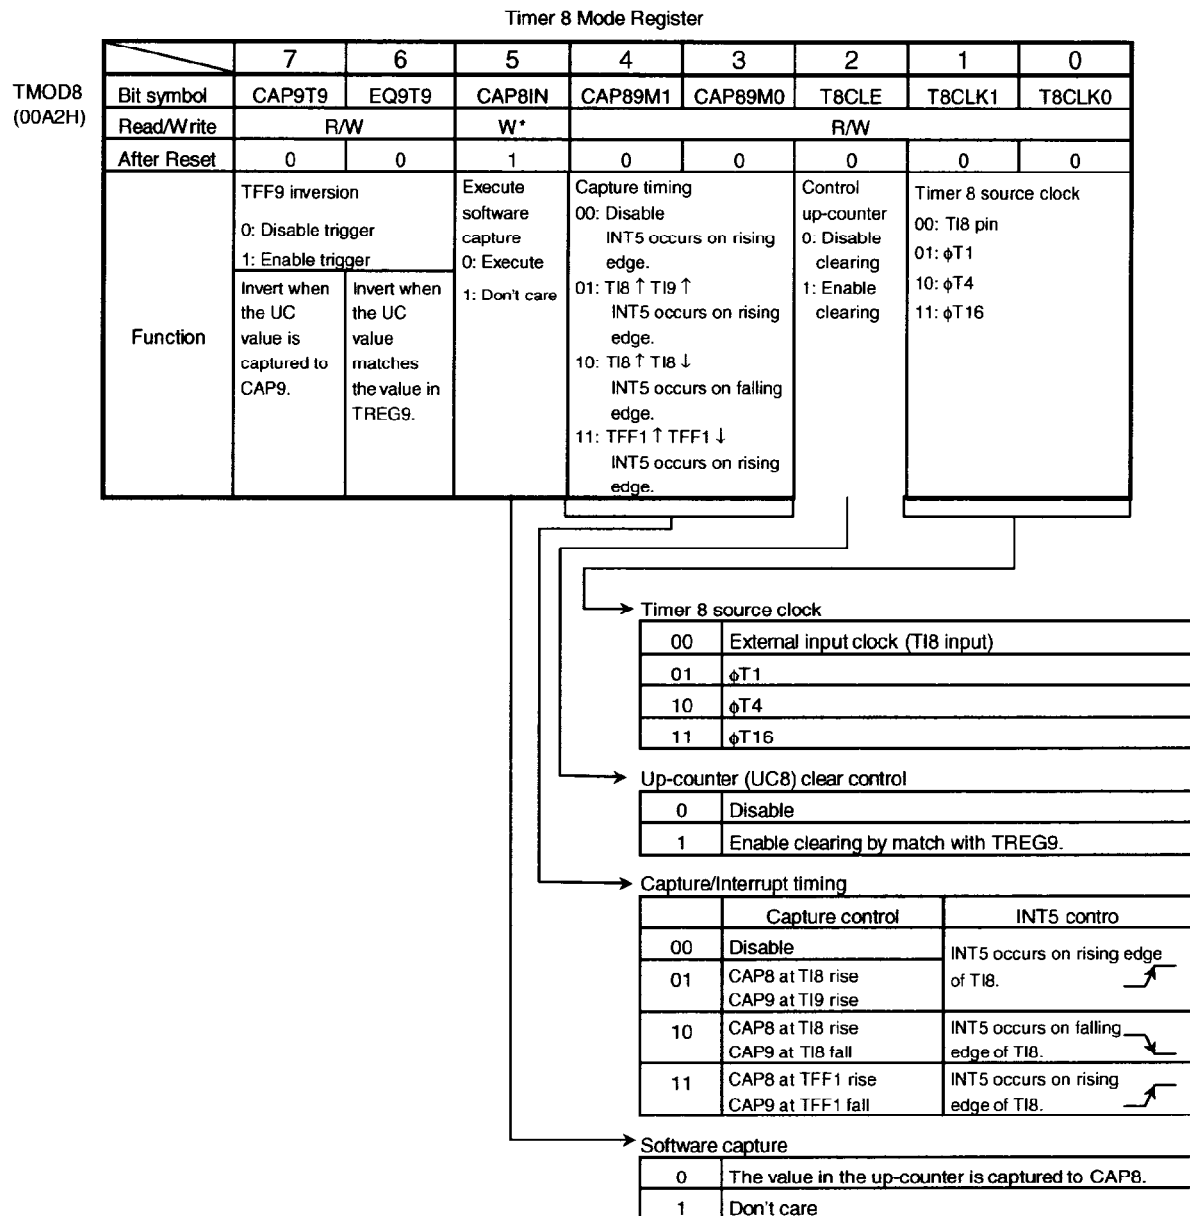 Timer 8 Mode Register
7 6 5 4 3 2 1 0
TMOD8
(00A2H)
Bit symbol CAP9T9 EQ9T9 CAP8IN CAP89M1 CAP89M0 T8CLE T8CLK1 T8CLK0
Read/Write R/W W* R/W
After Reset 0 0 1 0 0 0 0 0
Function
TFF9 inversion
0: Disable trigger
1: Enable trigger
Invert when
the UC
value is
captured to
CAP9.
Invert when
the UC
value
matches
the value in
TREG9.
Execute
software
capture
0: Execute
1: Don't care
Capture timing
00: Disable
INT5 occurs on rising
edge.
01: TI8 ↑ TI9 ↑
INT5 occurs on rising
edge.
10: TI8 ↑ TI8 ↓
INT5 occurs on falling
edge.
11: TFF1 ↑ TFF1 ↓
INT5 occurs on rising
edge.
Control
up-counter
0: Disable
clearing
1: Enable
clearing
Timer 8 source clock
00: TI8 pin
01: ϕT1
10: ϕT4
11: ϕT16
Timer 8 source clock
00 External input clock (TI8 input)
01 ϕT1
10 ϕT4
11 ϕT16
Up-counter (UC8) clear control
0 Disable
1 Enable clearing by match with TREG9.
Capture/Interrupt timing
Capture control INT5 contro
00 Disable
01 CAP8 at TI8 rise
CAP9 at TI9 rise
INT5 occurs on rising edge
of TI8.
10 CAP8 at TI8 rise
CAP9 at TI8 fall
INT5 occurs on falling
edge of TI8.
11 CAP8 at TFF1 rise
CAP9 at TFF1 fall
INT5 occurs on rising
edge of TI8.
Software capture
0 The value in the up-counter is captured to CAP8.
1 Don't care